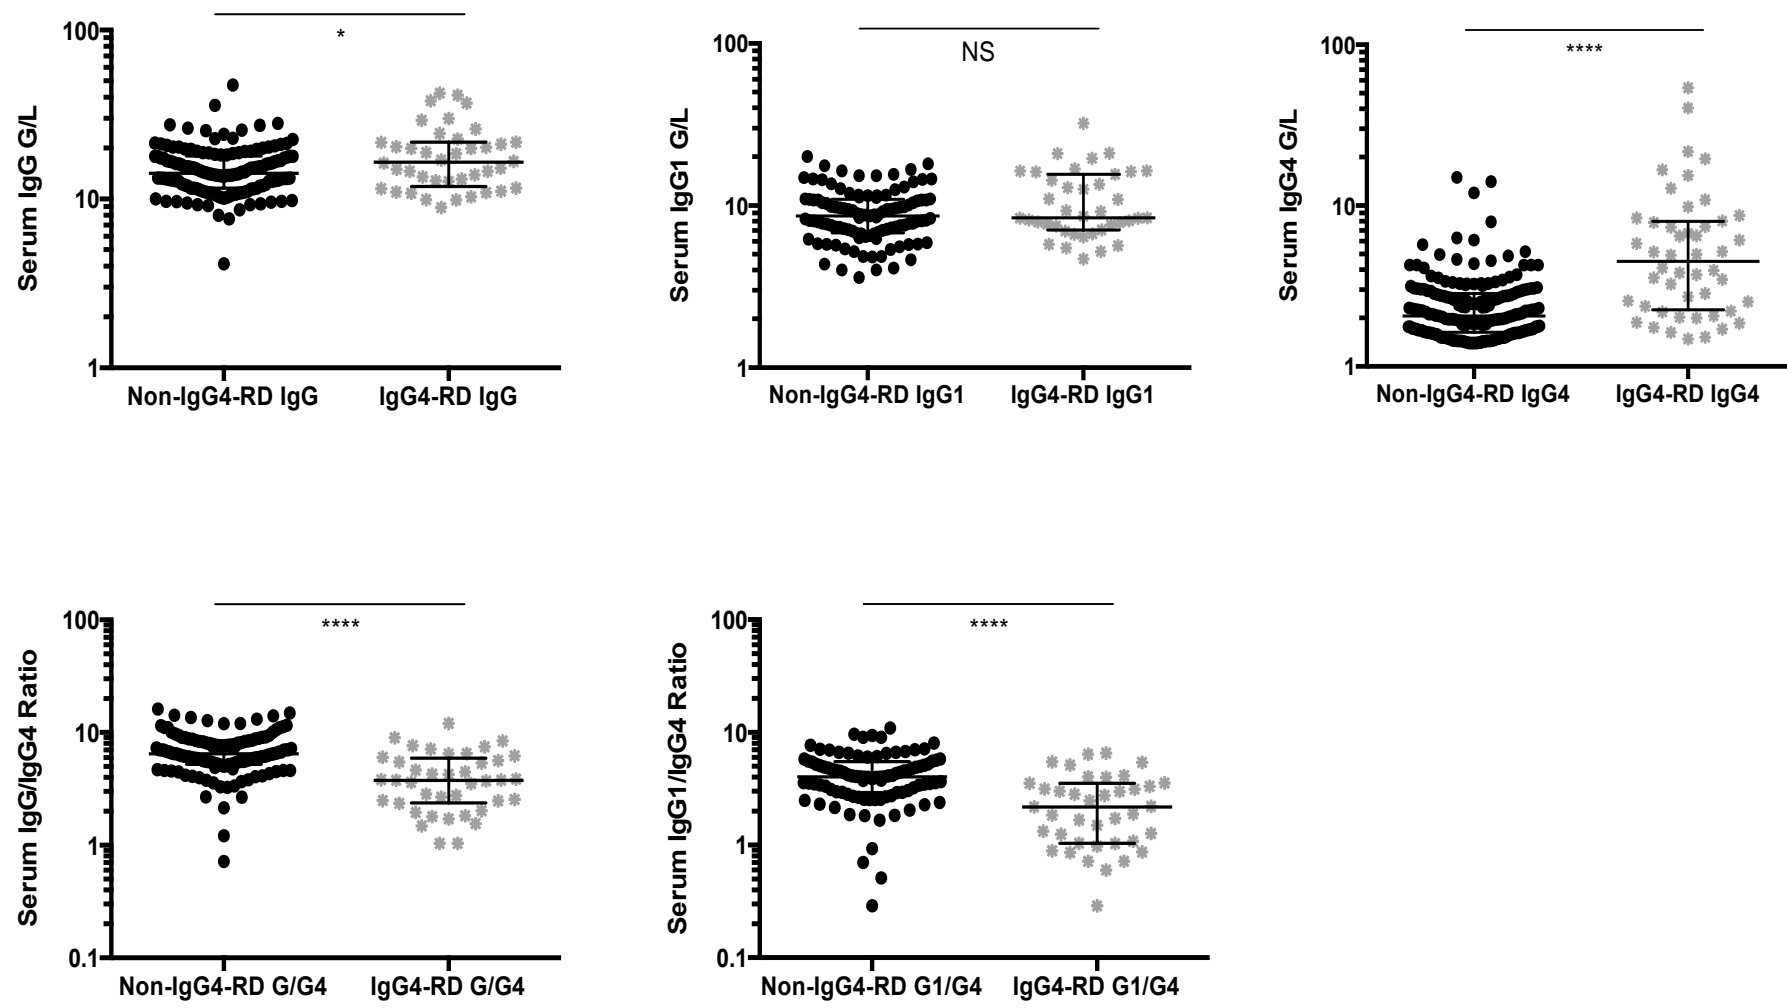 Serum IgG G/L
100
10
1
*
Non-IgG4-RD IgG
IgG4-RD IgG
Serum IgG1 G/L
100
10
1
NS
Non-IgG4-RD IgG1
IgG4-RD IgG1
Serum IgG4 G/L
100
10
1
****
Non-IgG4-RD IgG4
IgG4-RD IgG4
Serum IgG/IgG4 Ratio
100
10
1
0.1
****
Non-IgG4-RD G/G4
IgG4-RD G/G4
Serum IgG1/IgG4 Ratio
100
10
1
0.1
****
Non-IgG4-RD G1/G4
IgG4-RD G1/G4